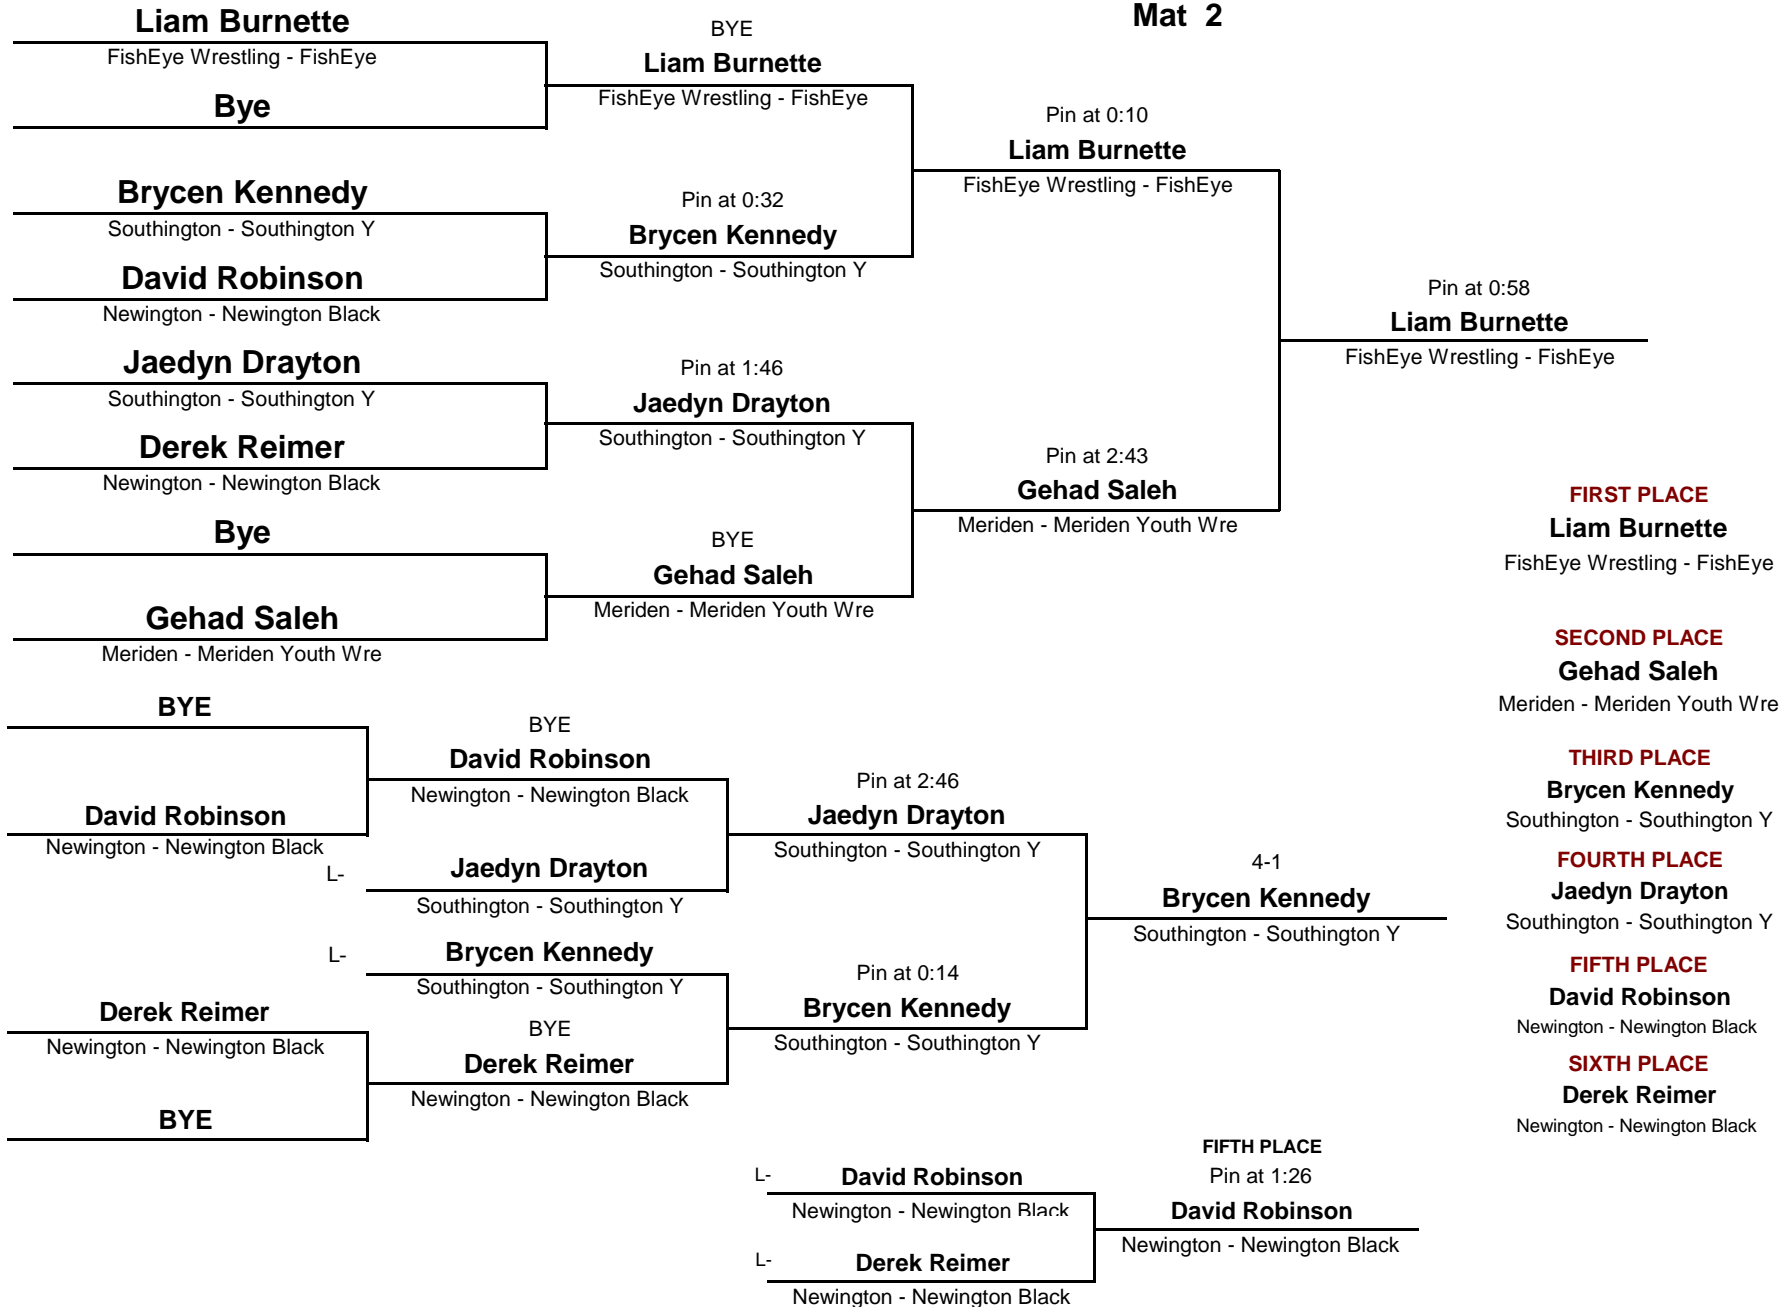 Mat 2
Liam Burnette
FishEye Wrestling - FishEye
Bye
Brycen Kennedy
Southington - Southington Y
David Robinson
Newington - Newington Black
Jaedyn Drayton
Southington - Southington Y
Derek Reimer
Newington - Newington Black
Bye
Gehad Saleh
Meriden - Meriden Youth Wre
BYE
Liam Burnette
FishEye Wrestling - FishEye
Pin at 0:32
Brycen Kennedy
Southington - Southington Y
Pin at 1:46
Jaedyn Drayton
Southington - Southington Y
BYE
Gehad Saleh
Meriden - Meriden Youth Wre
Pin at 0:10
Liam Burnette
FishEye Wrestling - FishEye
Pin at 2:43
Gehad Saleh
Meriden - Meriden Youth Wre
Pin at 0:58
Liam Burnette
FishEye Wrestling - FishEye
BYE
David Robinson
Newington - Newington Black
Derek Reimer
Newington - Newington Black
BYE
BYE
David Robinson
Newington - Newington Black
L-
Jaedyn Drayton
Southington - Southington Y
L-
Brycen Kennedy
Southington - Southington Y
BYE
Derek Reimer
Newington - Newington Black
Pin at 2:46
Jaedyn Drayton
Southington - Southington Y
Pin at 0:14
Brycen Kennedy
Southington - Southington Y
4-1
Brycen Kennedy
Southington - Southington Y
L-
David Robinson
Newington - Newington Black
L-
Derek Reimer
Newington - Newington Black
FIFTH PLACE
Pin at 1:26
David Robinson
Newington - Newington Black
FIRST PLACE
Liam Burnette
FishEye Wrestling - FishEye
SECOND PLACE
Gehad Saleh
Meriden - Meriden Youth Wre
THIRD PLACE
Brycen Kennedy
Southington - Southington Y
FOURTH PLACE
Jaedyn Drayton
Southington - Southington Y
FIFTH PLACE
David Robinson
Newington - Newington Black
SIXTH PLACE
Derek Reimer
Newington - Newington Black